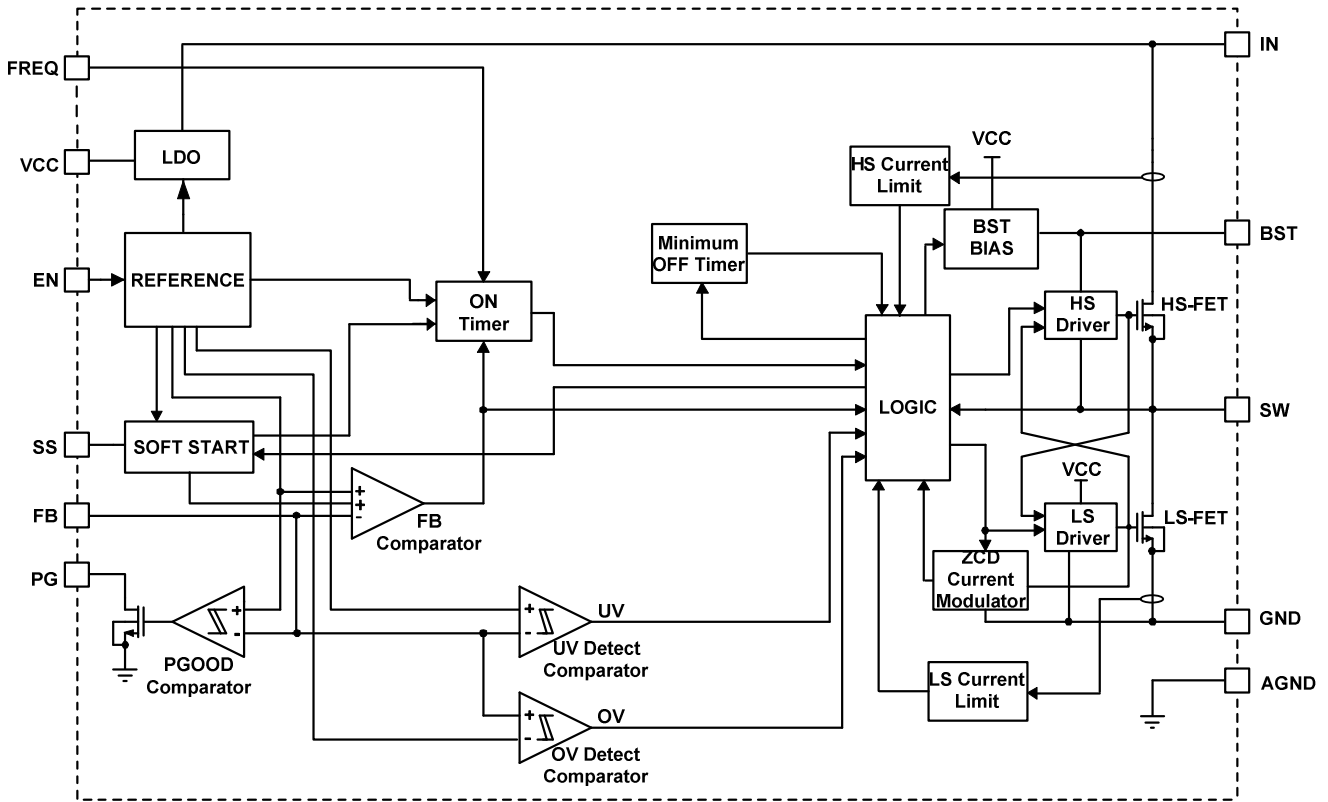 FREQ
IN
VCC
LDO
VCC
HS Current
Limit
BST
BIAS
BST
Minimum
OFF Timer
EN
REFERENCE
ON
Timer
HS
Driver
HS-FET
LOGIC
SW
SS
SOFT START
VCC
+
+
-
FB
Comparator
FB
LS
Driver
LS-FET
ZCD
Current
Modulator
PG
+
-
PGOOD
Comparator
+
-
UV
UV Detect
Comparator
GND
LS Current
Limit
AGND
+
-
OV
OV Detect
Comparator